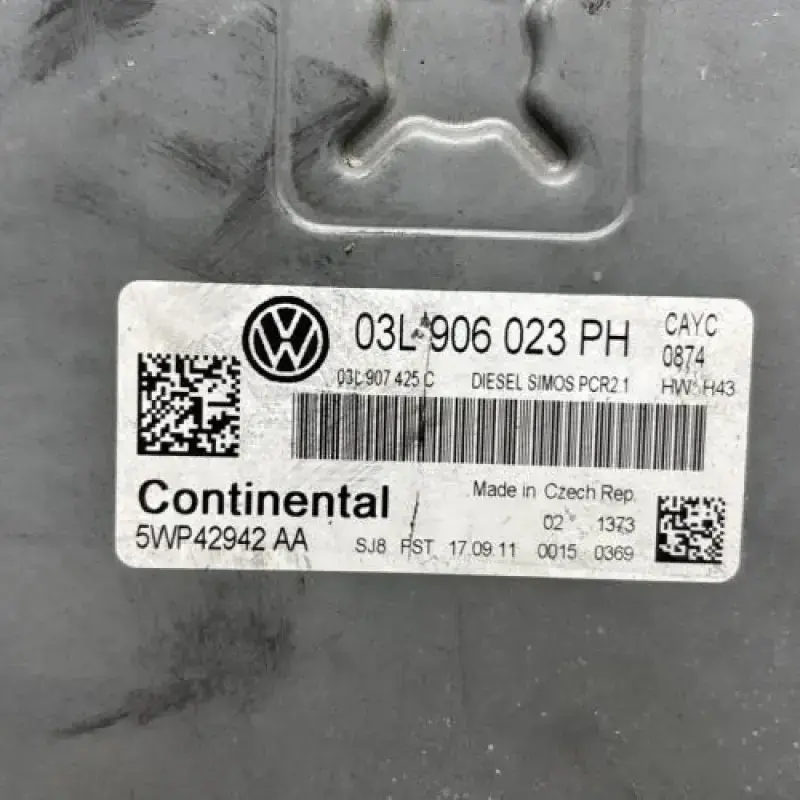 03L 906 023 PH
CAYC
0874
03L 907 425 C DIESEL SIMOS PCR2.1 HW: H43
Continental
Made in Czech Rep.
5WP42942 AA
02 1373
SJ8 FST 17.09.11 0015 0369